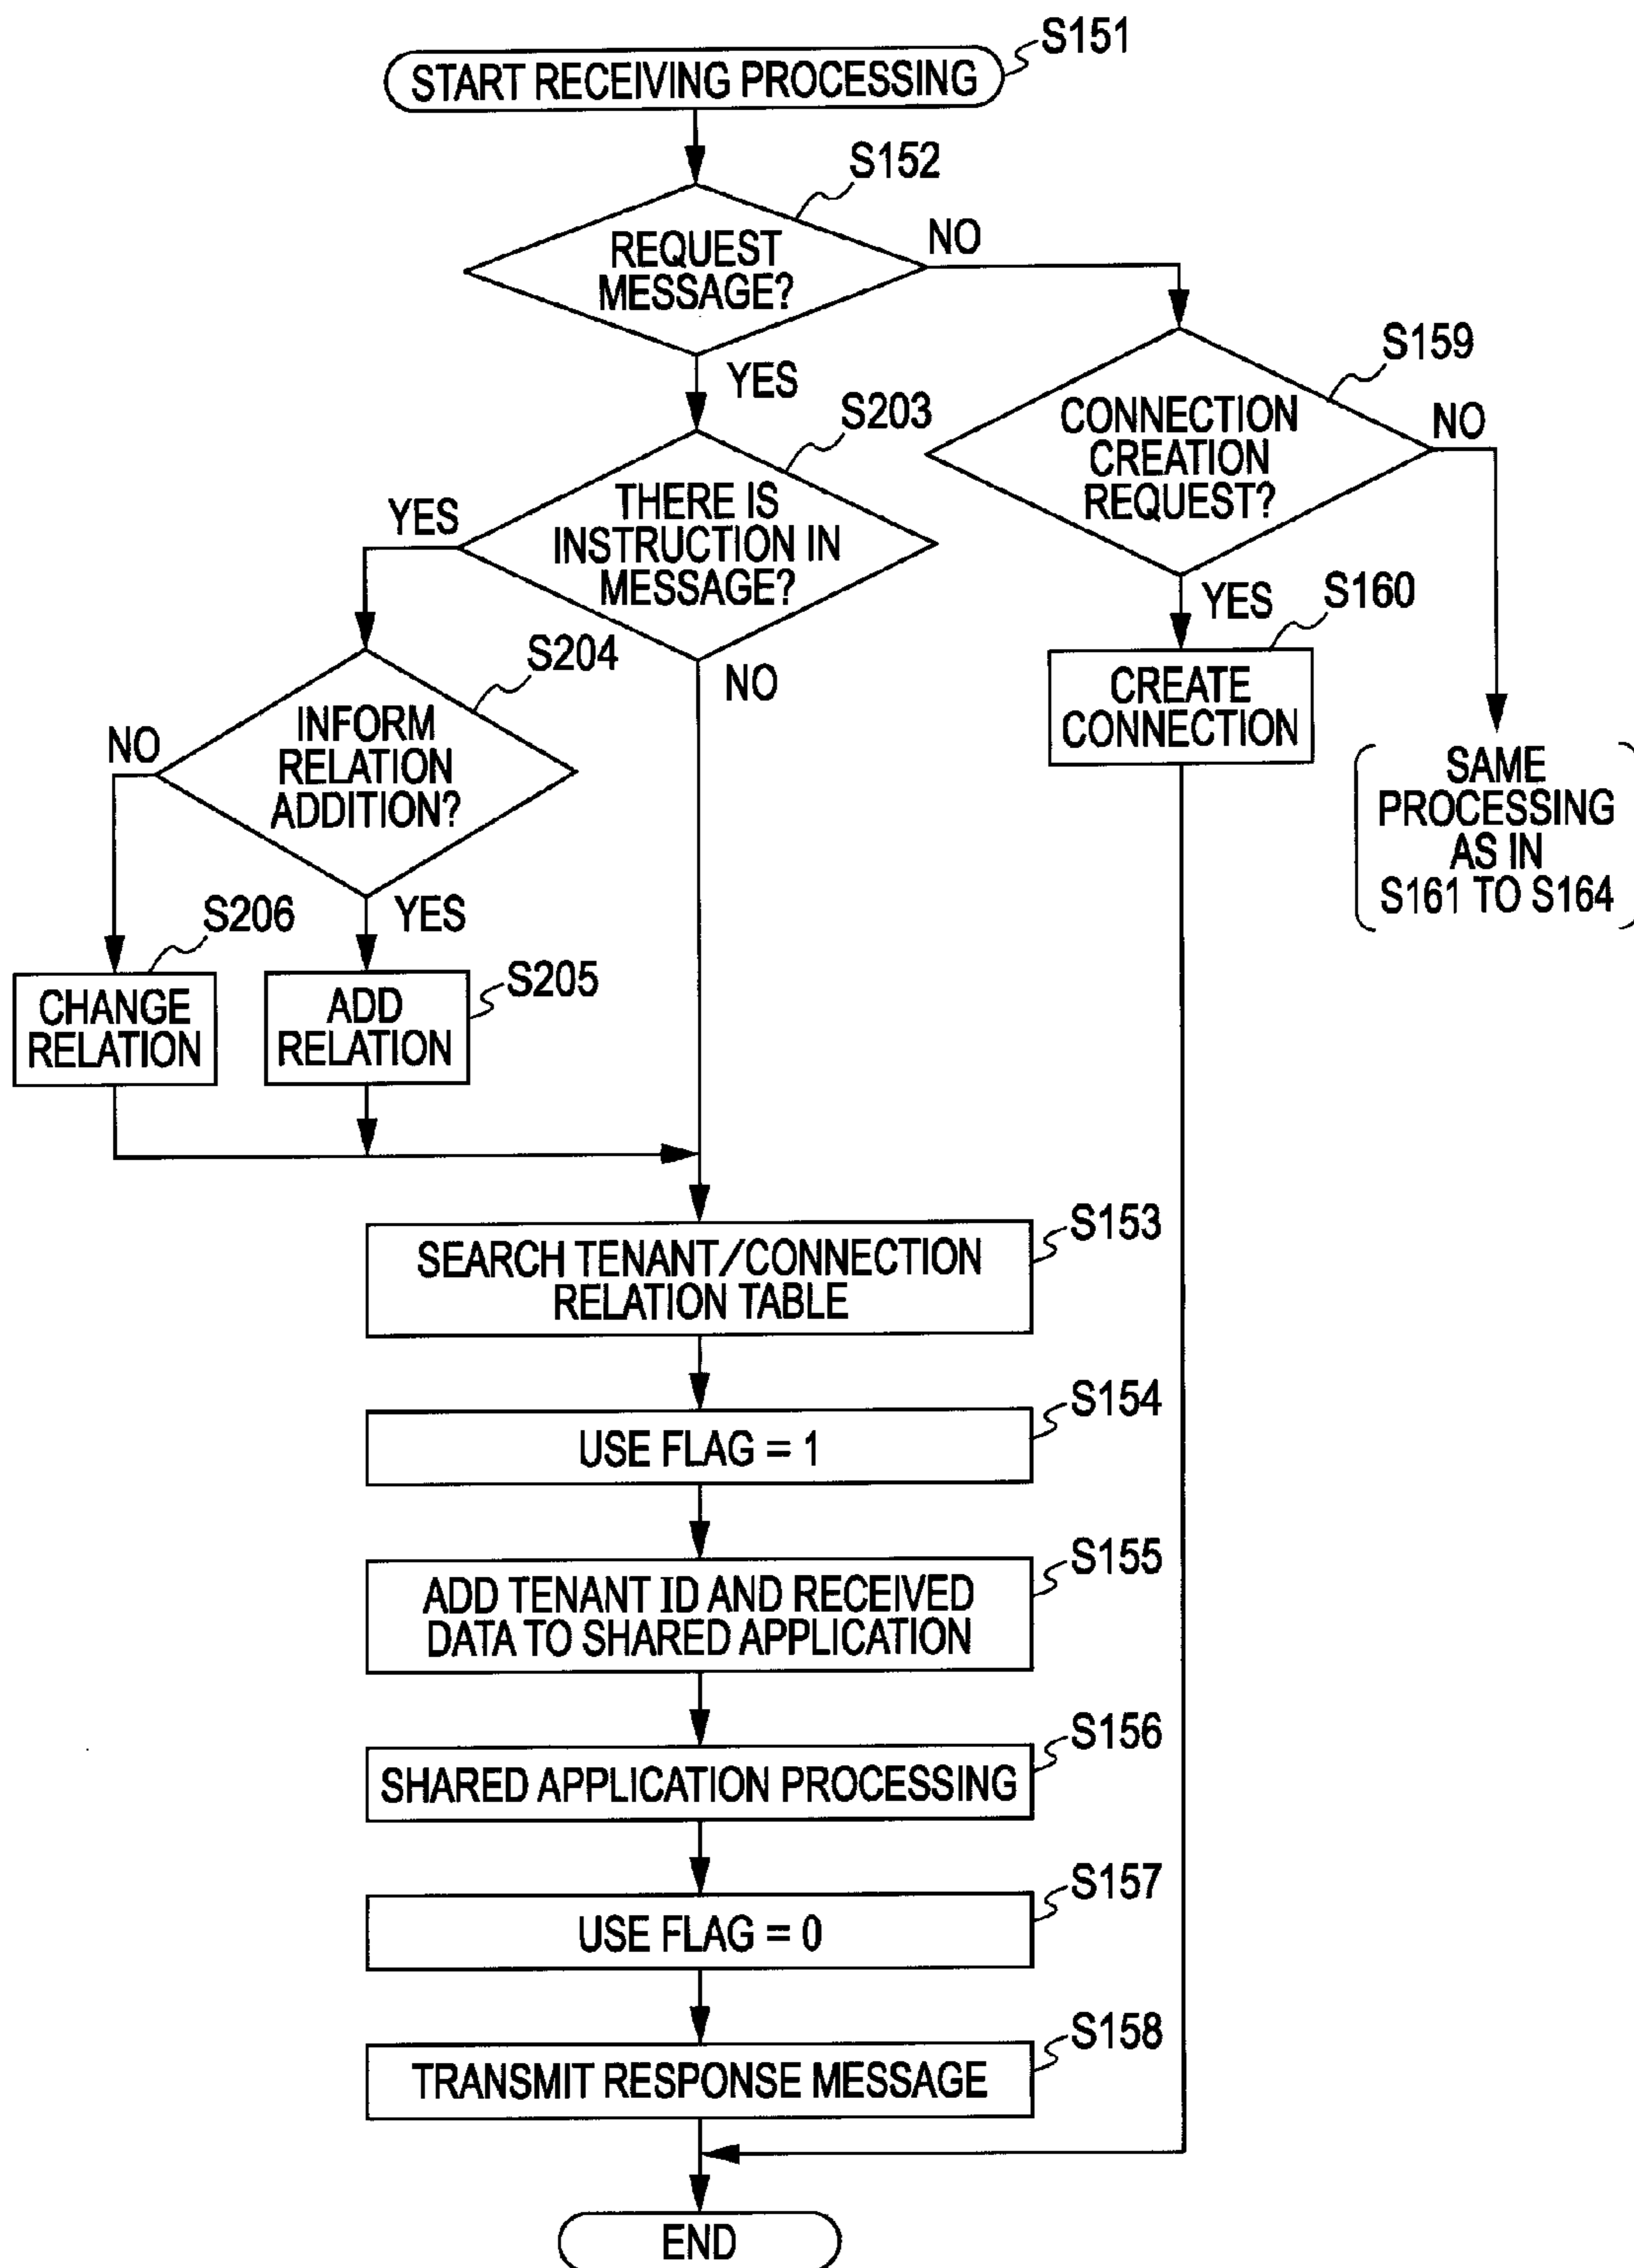 S151
START RECEIVING PROCESSING
S152
REQUEST
MESSAGE?
NO
YES
S159
CONNECTION
CREATION
REQUEST?
NO
S203
THERE IS
INSTRUCTION IN
MESSAGE?
YES
NO
YES
S160
CREATE
CONNECTION
SAME
PROCESSING
AS IN
S161 TO S164
S204
INFORM
RELATION
ADDITION?
NO
YES
S206
CHANGE
RELATION
S205
ADD
RELATION
S153
SEARCH TENANT/CONNECTION
RELATION TABLE
S154
USE FLAG = 1
S155
ADD TENANT ID AND RECEIVED
DATA TO SHARED APPLICATION
S156
SHARED APPLICATION PROCESSING
S157
USE FLAG = 0
S158
TRANSMIT RESPONSE MESSAGE
END